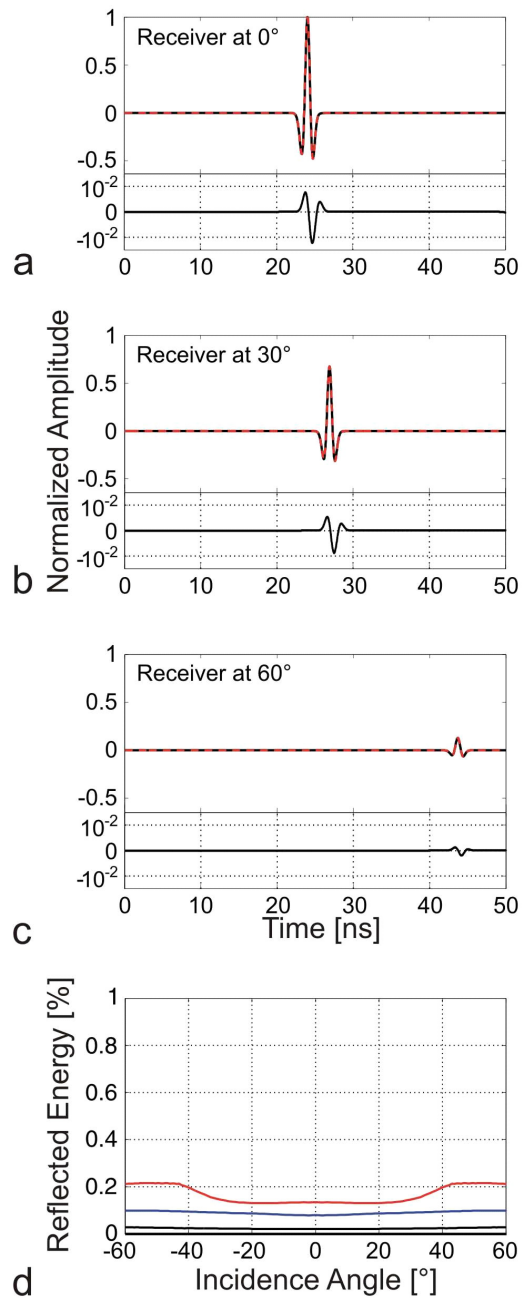 Receiver at 0°
1
0.5
0
-0.5
10-2
0
-10-2
a
0 10 20 30 40 50
Normalized Amplitude
Receiver at 30°
1
0.5
0
-0.5
10-2
0
-10-2
b
0 10 20 30 40 50
Receiver at 60°
1
0.5
0
-0.5
10-2
0
-10-2
c
0 10 20 30 40 50
Time [ns]
Reflected Energy [%]
1
0.8
0.6
0.4
0.2
0
-60 -40 -20 0 20 40 60
d
Incidence Angle [°]